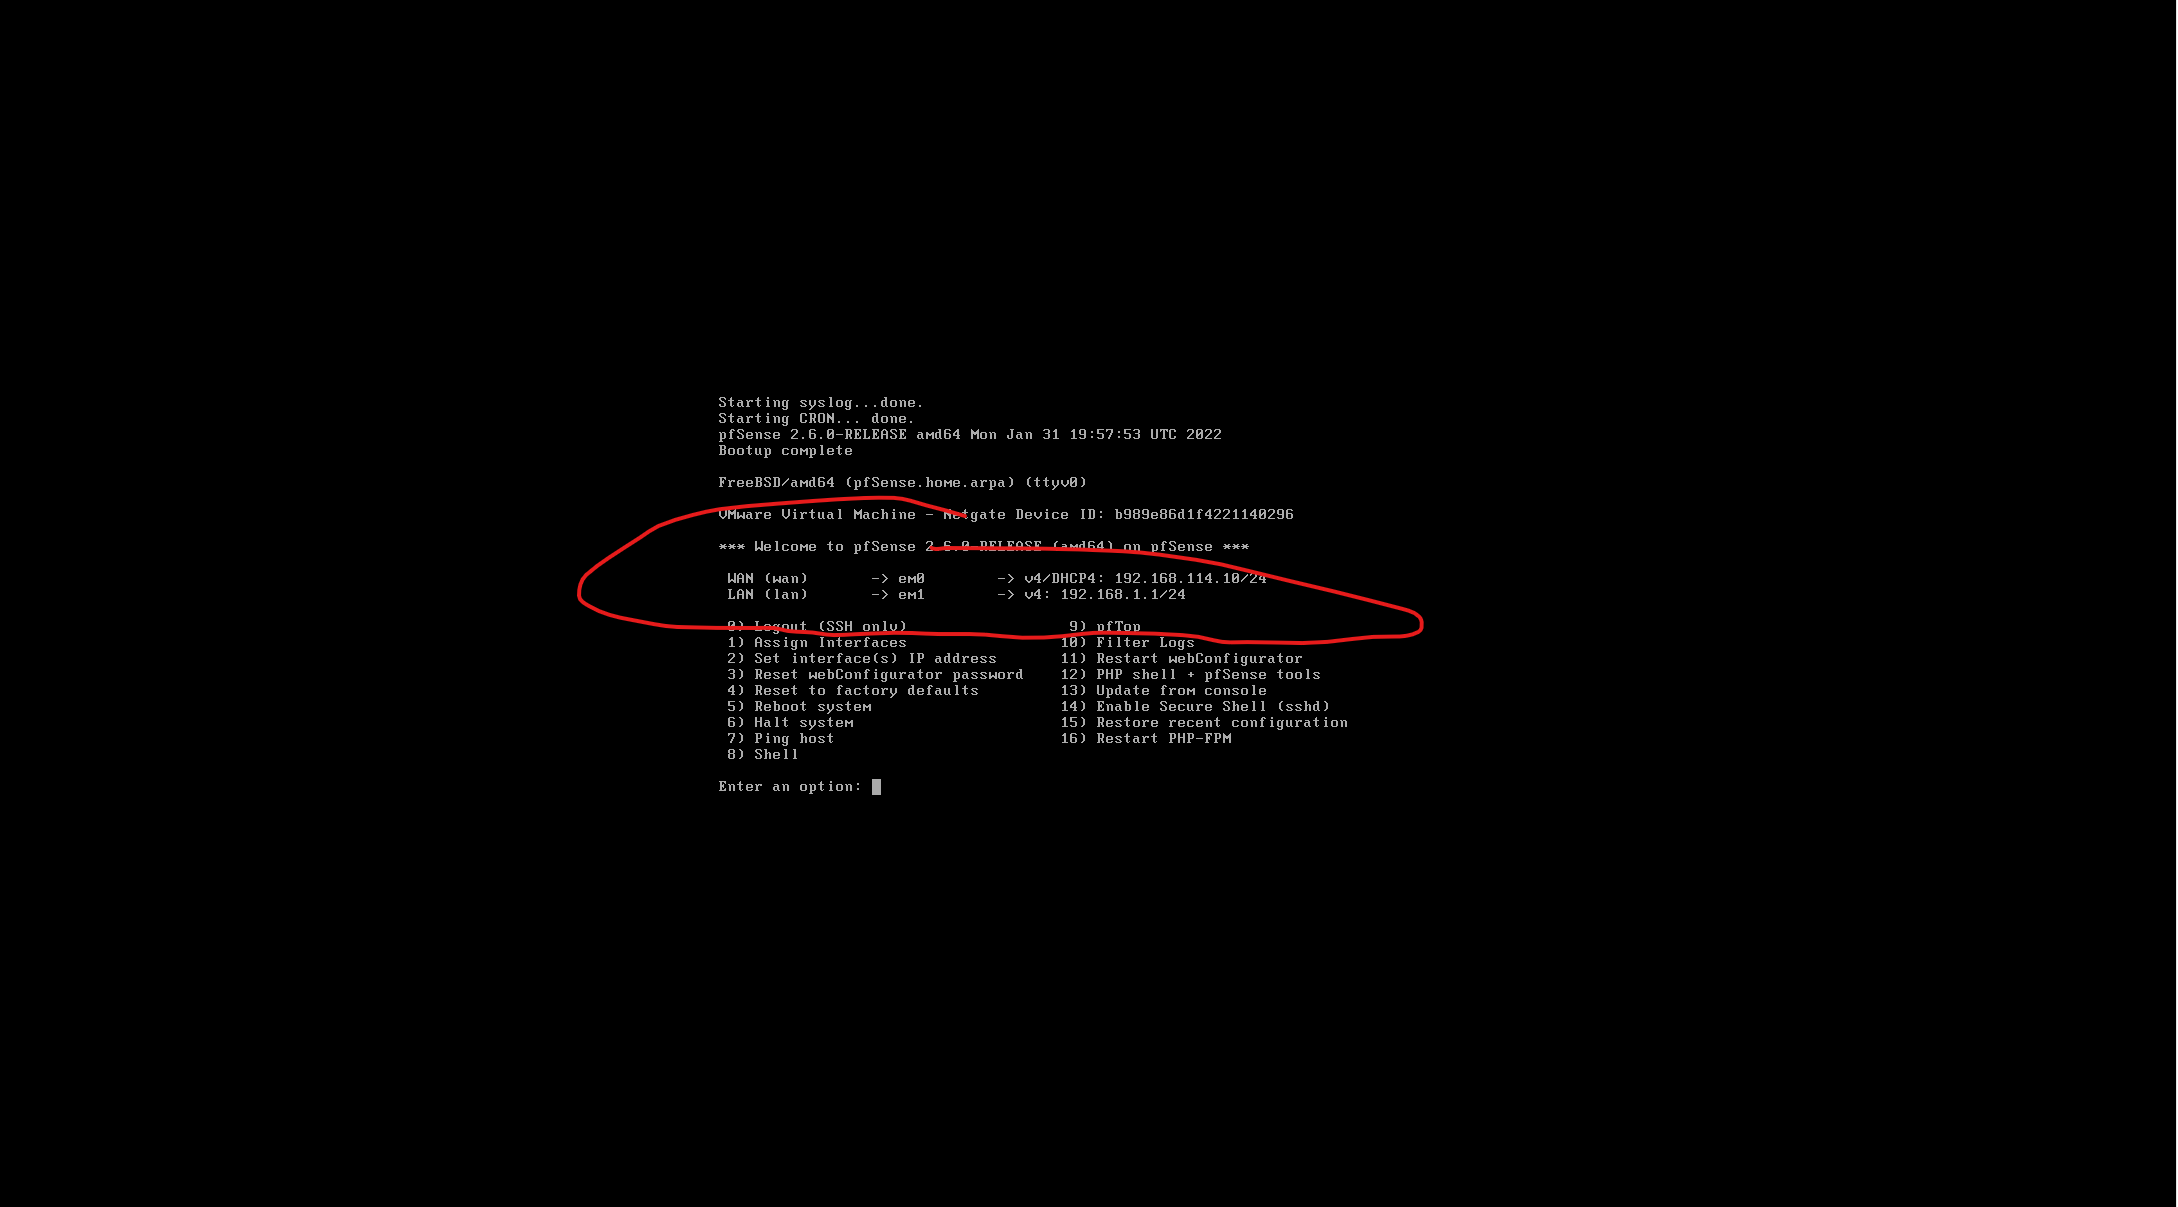 Starting syslog...done.
Starting CRON... done.
pfSense 2.6.0-RELEASE amd64 Mon Jan 31 19:57:53 UTC 2022
Bootup complete
FreeBSD/amd64 (pfSense.home.arpa) (ttyv0)
VMware Virtual Machine - Netgate Device ID: b989e86d1f4221140296
*** Welcome to pfSense 2.6.0-RELEASE (amd64) on pfSense ***
WAN (wan) -> em0 -> v4/DHCP4: 192.168.114.10/24
LAN (lan) -> em1 -> v4: 192.168.1.1/24
0) Logout (SSH only) 9) pfTop
1) Assign Interfaces 10) Filter Logs
2) Set interface(s) IP address 11) Restart webConfigurator
3) Reset webConfigurator password 12) PHP shell + pfSense tools
4) Reset to factory defaults 13) Update from console
5) Reboot system 14) Enable Secure Shell (sshd)
6) Halt system 15) Restore recent configuration
7) Ping host 16) Restart PHP-FPM
8) Shell
Enter an option: